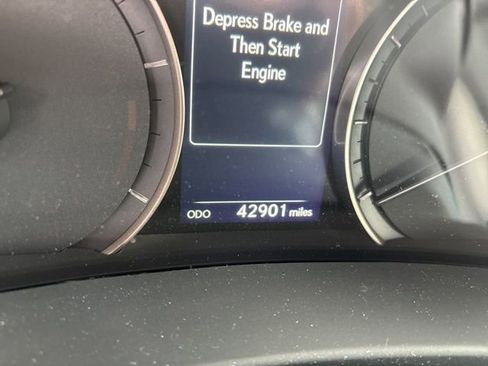 Depress Brake and
Then Start
Engine
ODO 42901 miles